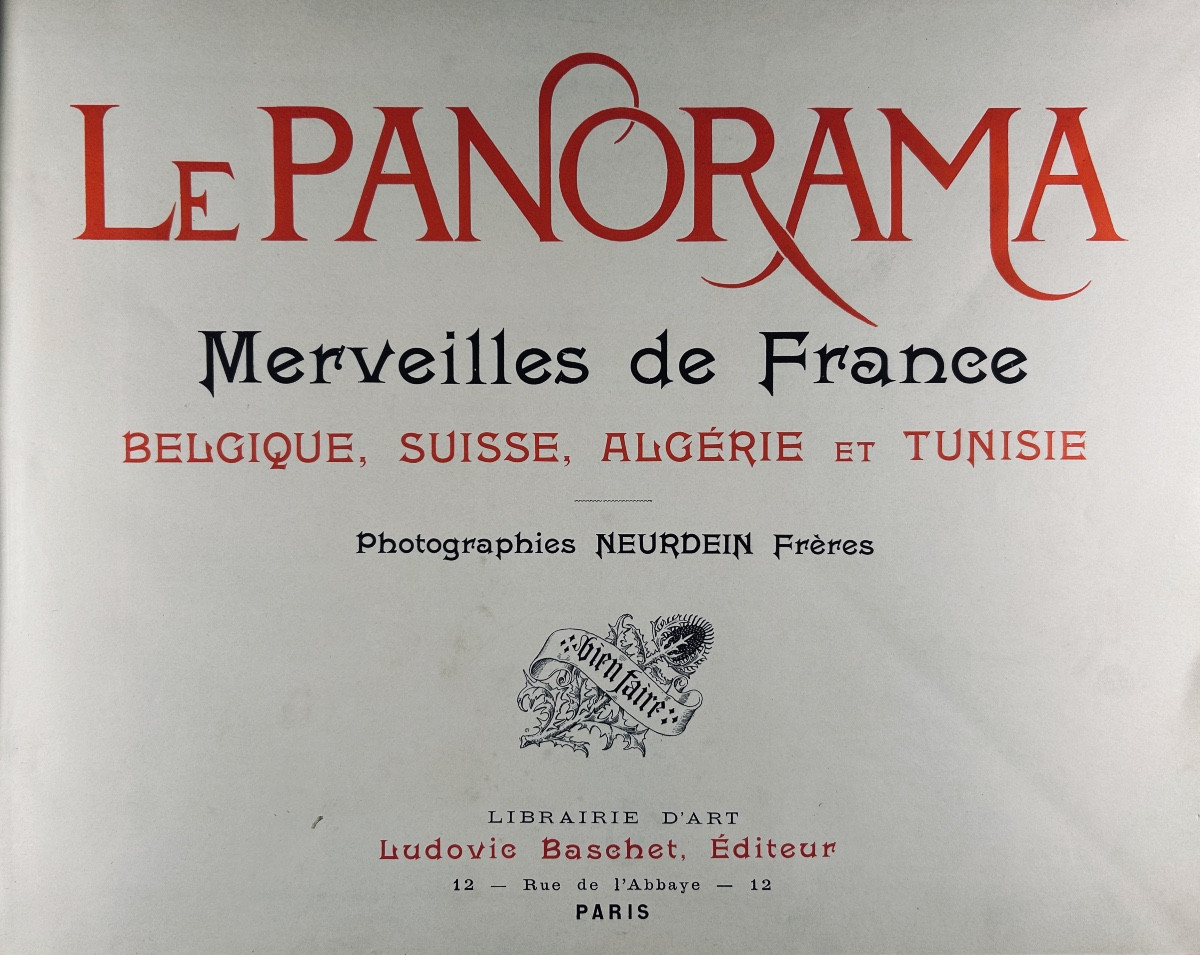 LE PANORAMA
Merveilles de France
BELGIQUE, SUISSE, ALGÉRIE ET TUNISIE
Photographies NEURDEIN Frères
bien faire
LIBRAIRIE D'ART
Ludovic Baschet, Éditeur
12 — Rue de l'Abbaye — 12
PARIS